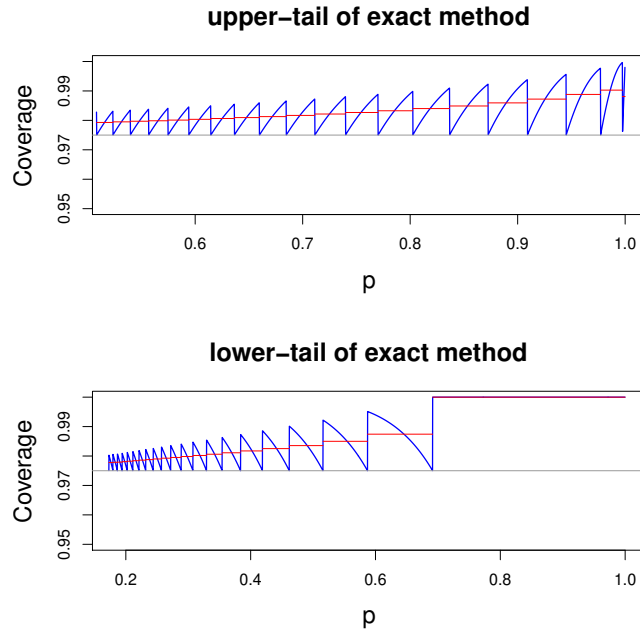 upper−tail of exact method
Coverage
0.99
0.97
0.95
0.6 0.7 0.8 0.9 1.0
p
lower−tail of exact method
Coverage
0.99
0.97
0.95
0.2 0.4 0.6 0.8 1.0
p